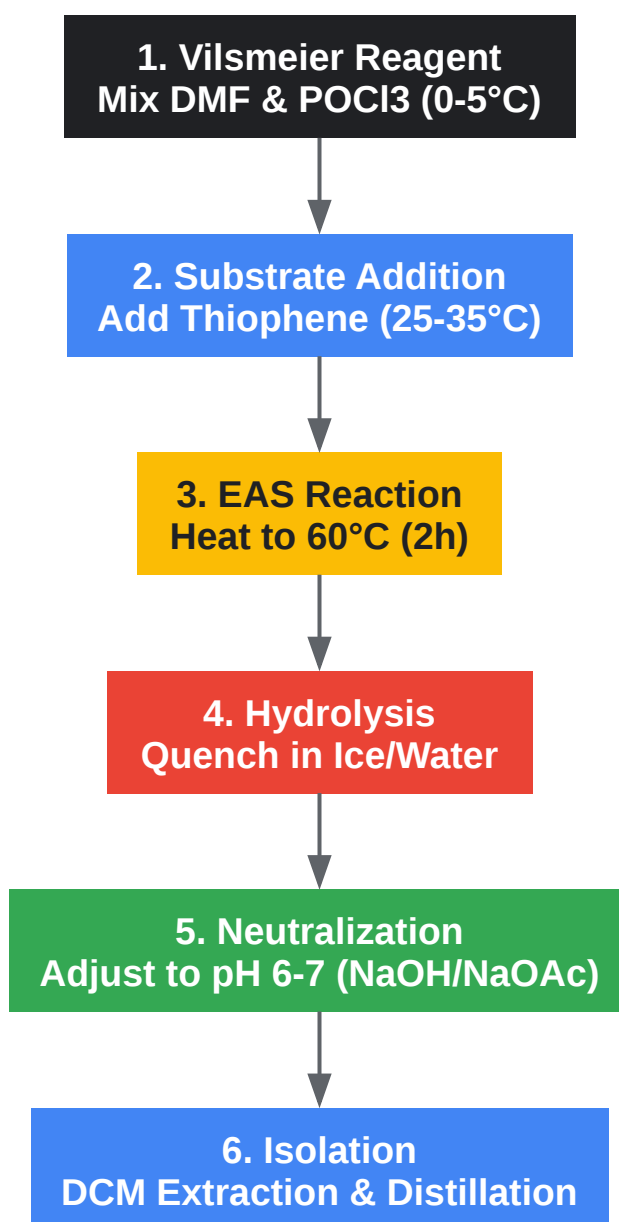 1. Vilsmeier Reagent
Mix DMF & POCl3 (0-5°C)
2. Substrate Addition
Add Thiophene (25-35°C)
3. EAS Reaction
Heat to 60°C (2h)
4. Hydrolysis
Quench in Ice/Water
5. Neutralization
Adjust to pH 6-7 (NaOH/NaOAc)
6. Isolation
DCM Extraction & Distillation